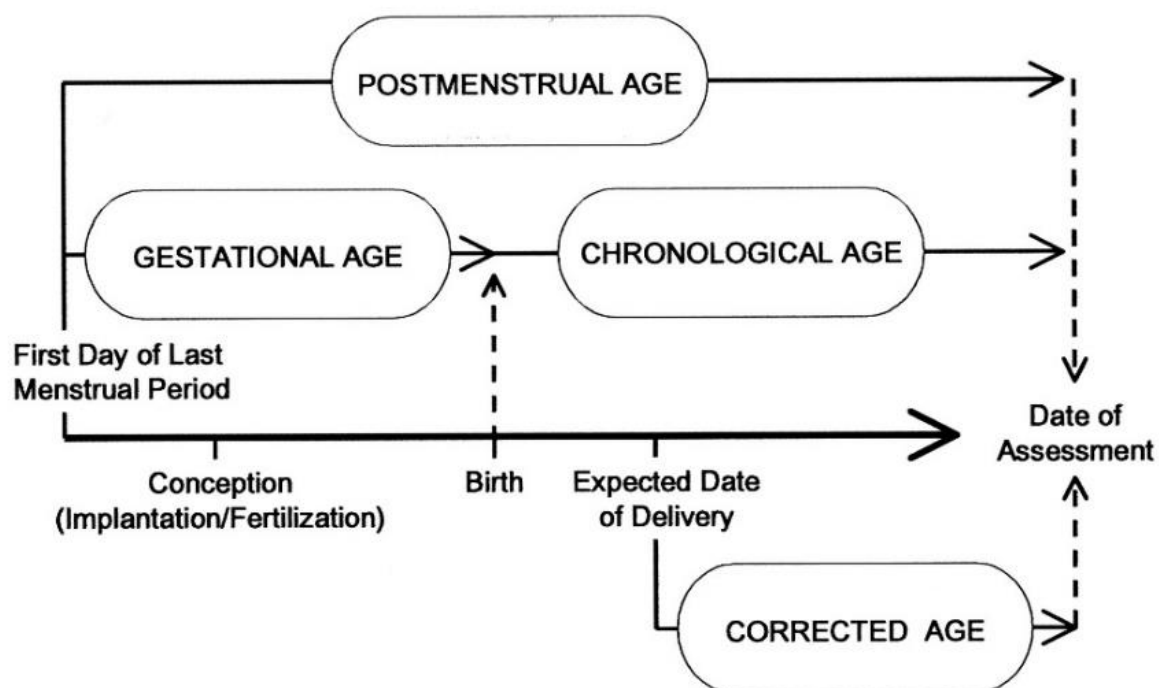 POSTMENSTRUAL AGE
GESTATIONAL AGE
CHRONOLOGICAL AGE
First Day of Last
Menstrual Period
Date of
Assessment
Conception
(Implantation/Fertilization)
Birth
Expected Date
of Delivery
CORRECTED AGE